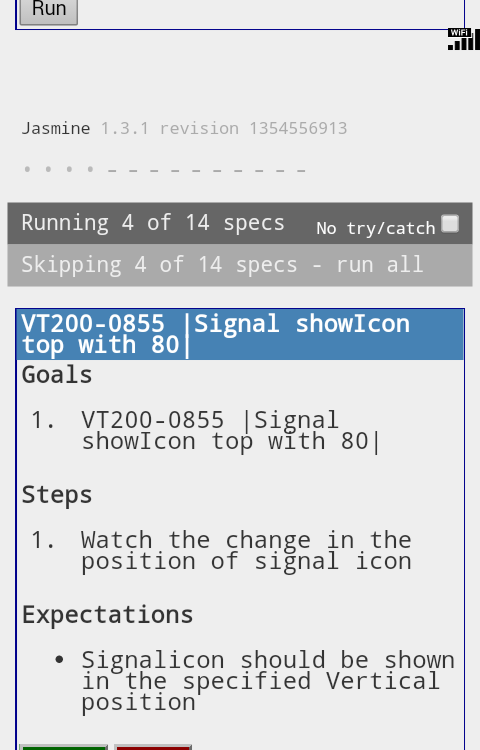 Run
WiFi
Jasmine 1.3.1 revision 1354556913
• • • • - - - - - - - - - -
Running 4 of 14 specs No try/catch
Skipping 4 of 14 specs - run all
VT200-0855 |Signal showIcon
top with 80|
Goals
1. VT200-0855 |Signal
showIcon top with 80|
Steps
1. Watch the change in the
position of signal icon
Expectations
• Signalicon should be shown
in the specified Vertical
position